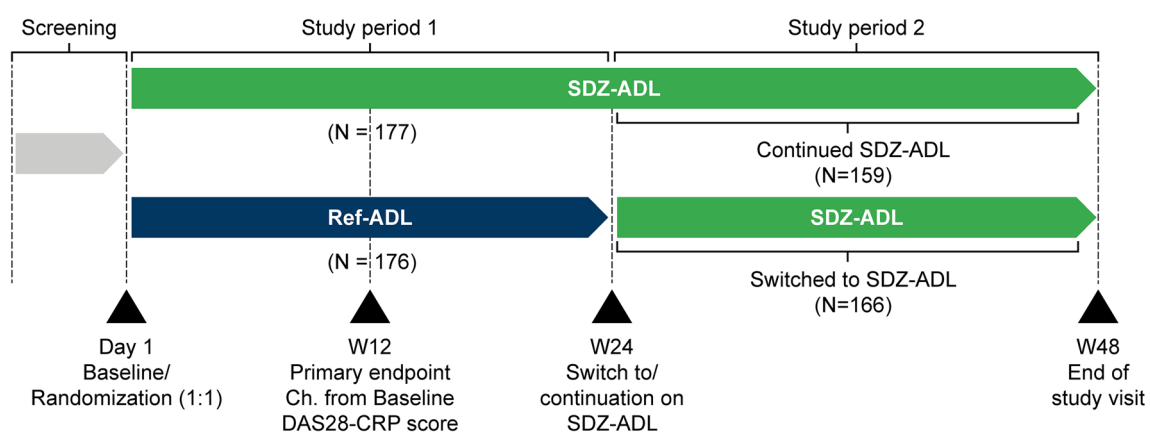 Screening
Study period 1
Study period 2
SDZ-ADL
(N = 177)
Continued SDZ-ADL
(N=159)
Ref-ADL
SDZ-ADL
(N = 176)
Switched to SDZ-ADL
(N=166)
Day 1
Baseline/
Randomization (1:1)
W12
Primary endpoint
Ch. from Baseline
DAS28-CRP score
W24
Switch to/
continuation on
SDZ-ADL
W48
End of
study visit